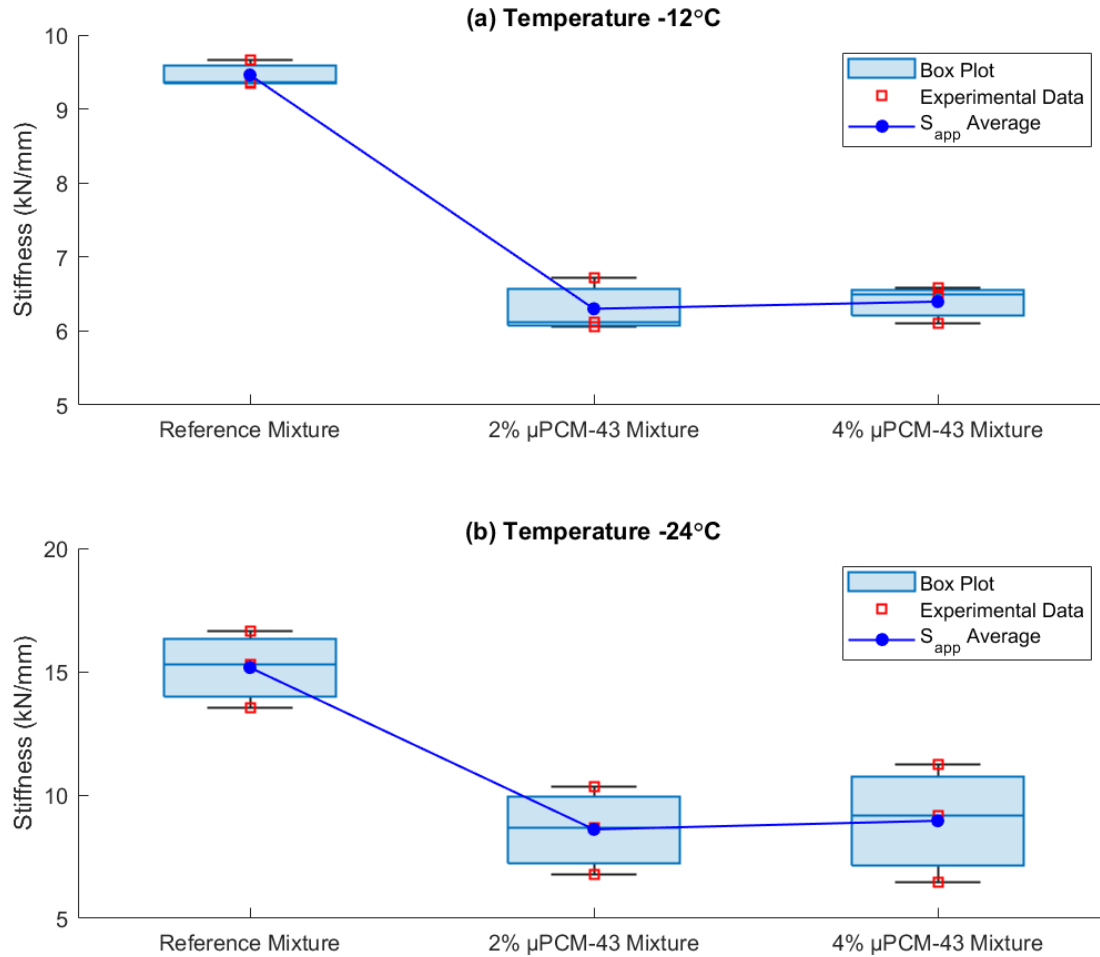 (a) Temperature -12°C
10
9
8
7
6
5
Stiffness (kN/mm)
Box Plot
Experimental Data
S_app Average
Reference Mixture
2% µPCM-43 Mixture
4% µPCM-43 Mixture
(b) Temperature -24°C
20
15
10
5
Stiffness (kN/mm)
Box Plot
Experimental Data
S_app Average
Reference Mixture
2% µPCM-43 Mixture
4% µPCM-43 Mixture